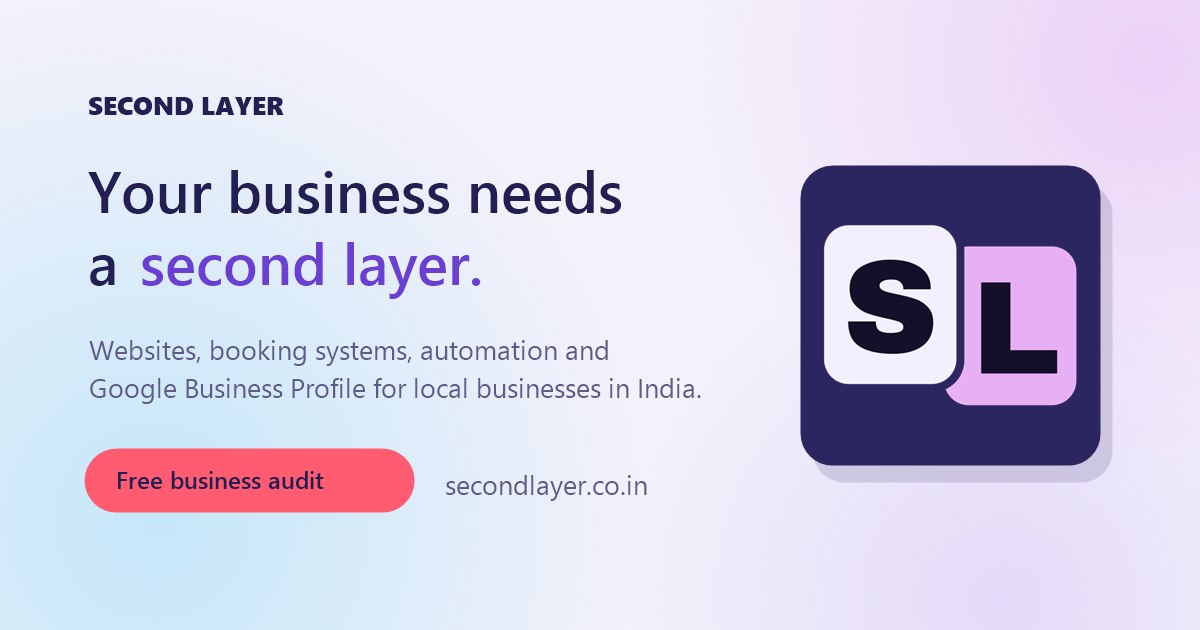 SECOND LAYER
Your business needs
a second layer.
Websites, booking systems, automation and
Google Business Profile for local businesses in India.
Free business audit
secondlayer.co.in
S
L